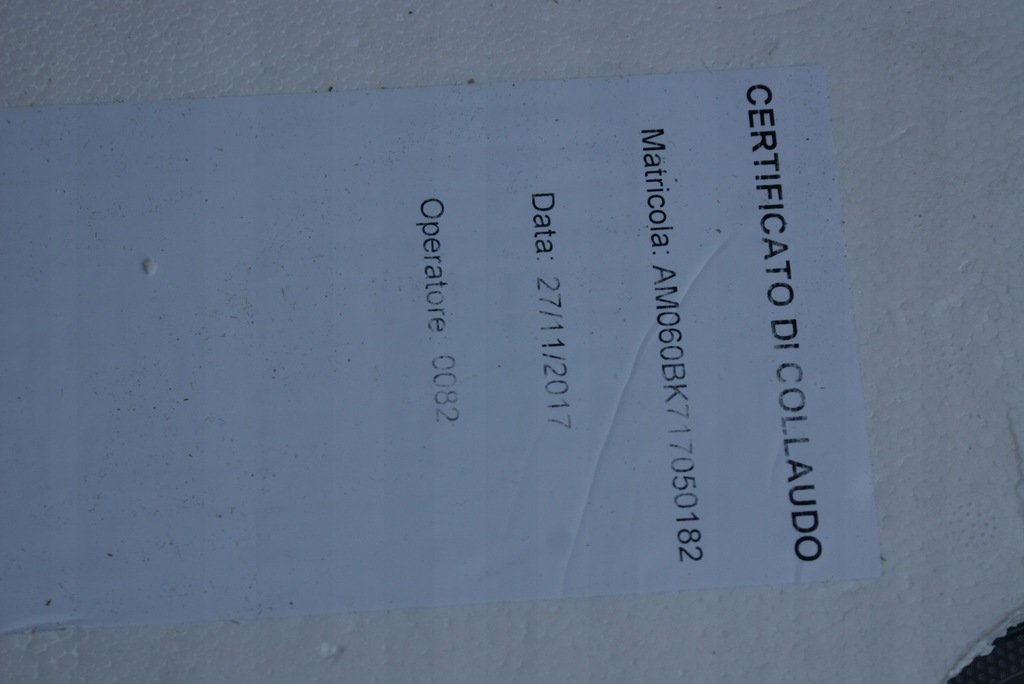 CERTIFICATO DI COLLAUDO
Matricola: AM060BK717050182
Data: 27/11/2017
Operatore: 0082